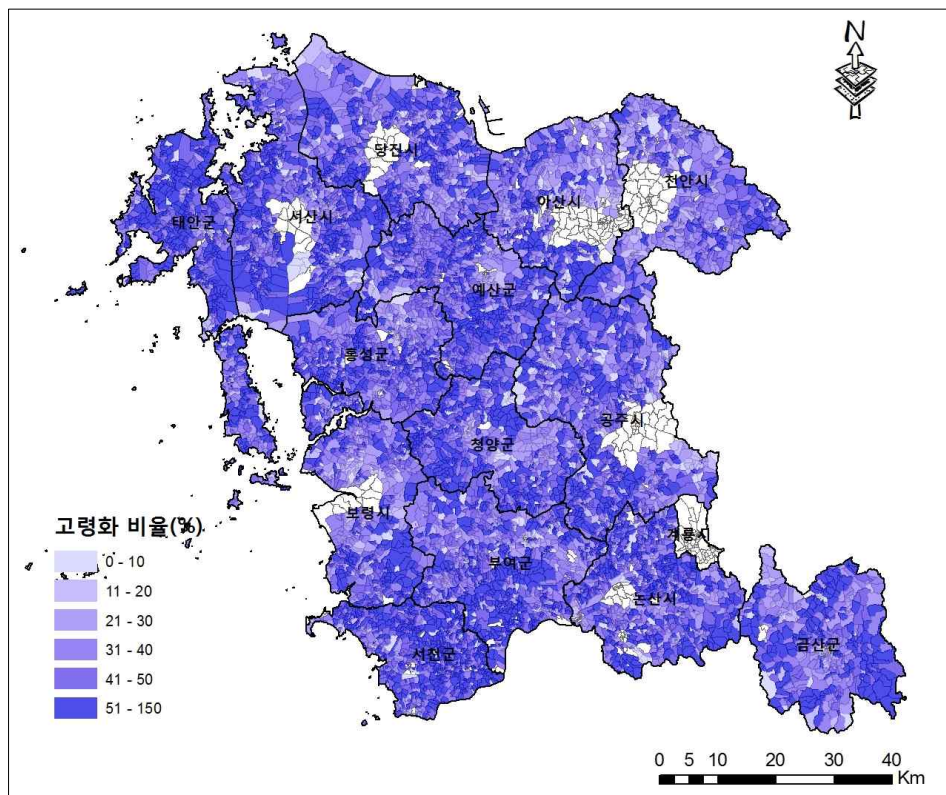 N
당진시
천안시
아산시
서산시
태안군
예산군
홍성군
공주시
청양군
보령시
계룡시
부여군
논산시
금산군
서천군
고령화 비율(%)
0 - 10
11 - 20
21 - 30
31 - 40
41 - 50
51 - 150
0 5 10 20 30 40
Km